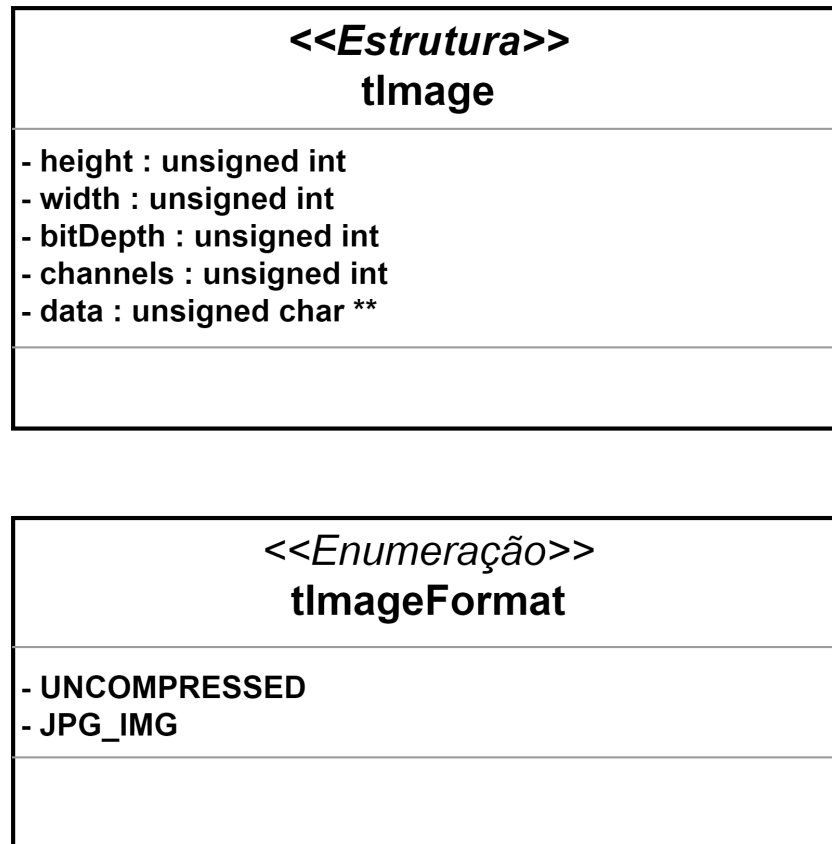 <<Estrutura>>
tImage
- height : unsigned int
- width : unsigned int
- bitDepth : unsigned int
- channels : unsigned int
- data : unsigned char **
<<Enumeração>>
tImageFormat
- UNCOMPRESSED
- JPG_IMG